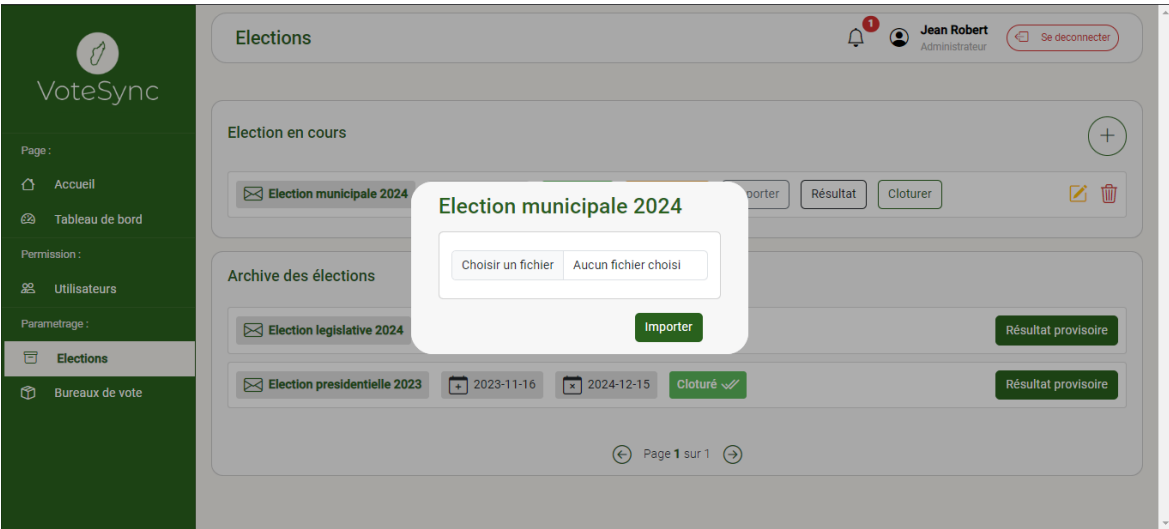 VoteSync
Page :
Accueil
Tableau de bord
Permission :
Utilisateurs
Parametrage :
Elections
Bureaux de vote
Elections
1
Jean Robert
Administrateur
Se deconnecter
Election en cours
Election municipale 2024
Résultat
Cloturer
Election municipale 2024
Choisir un fichier Aucun fichier choisi
Importer
Archive des élections
Election legislative 2024
Résultat provisoire
Election presidentielle 2023 2023-11-16 2024-12-15 Cloturé Résultat provisoire
Page 1 sur 1